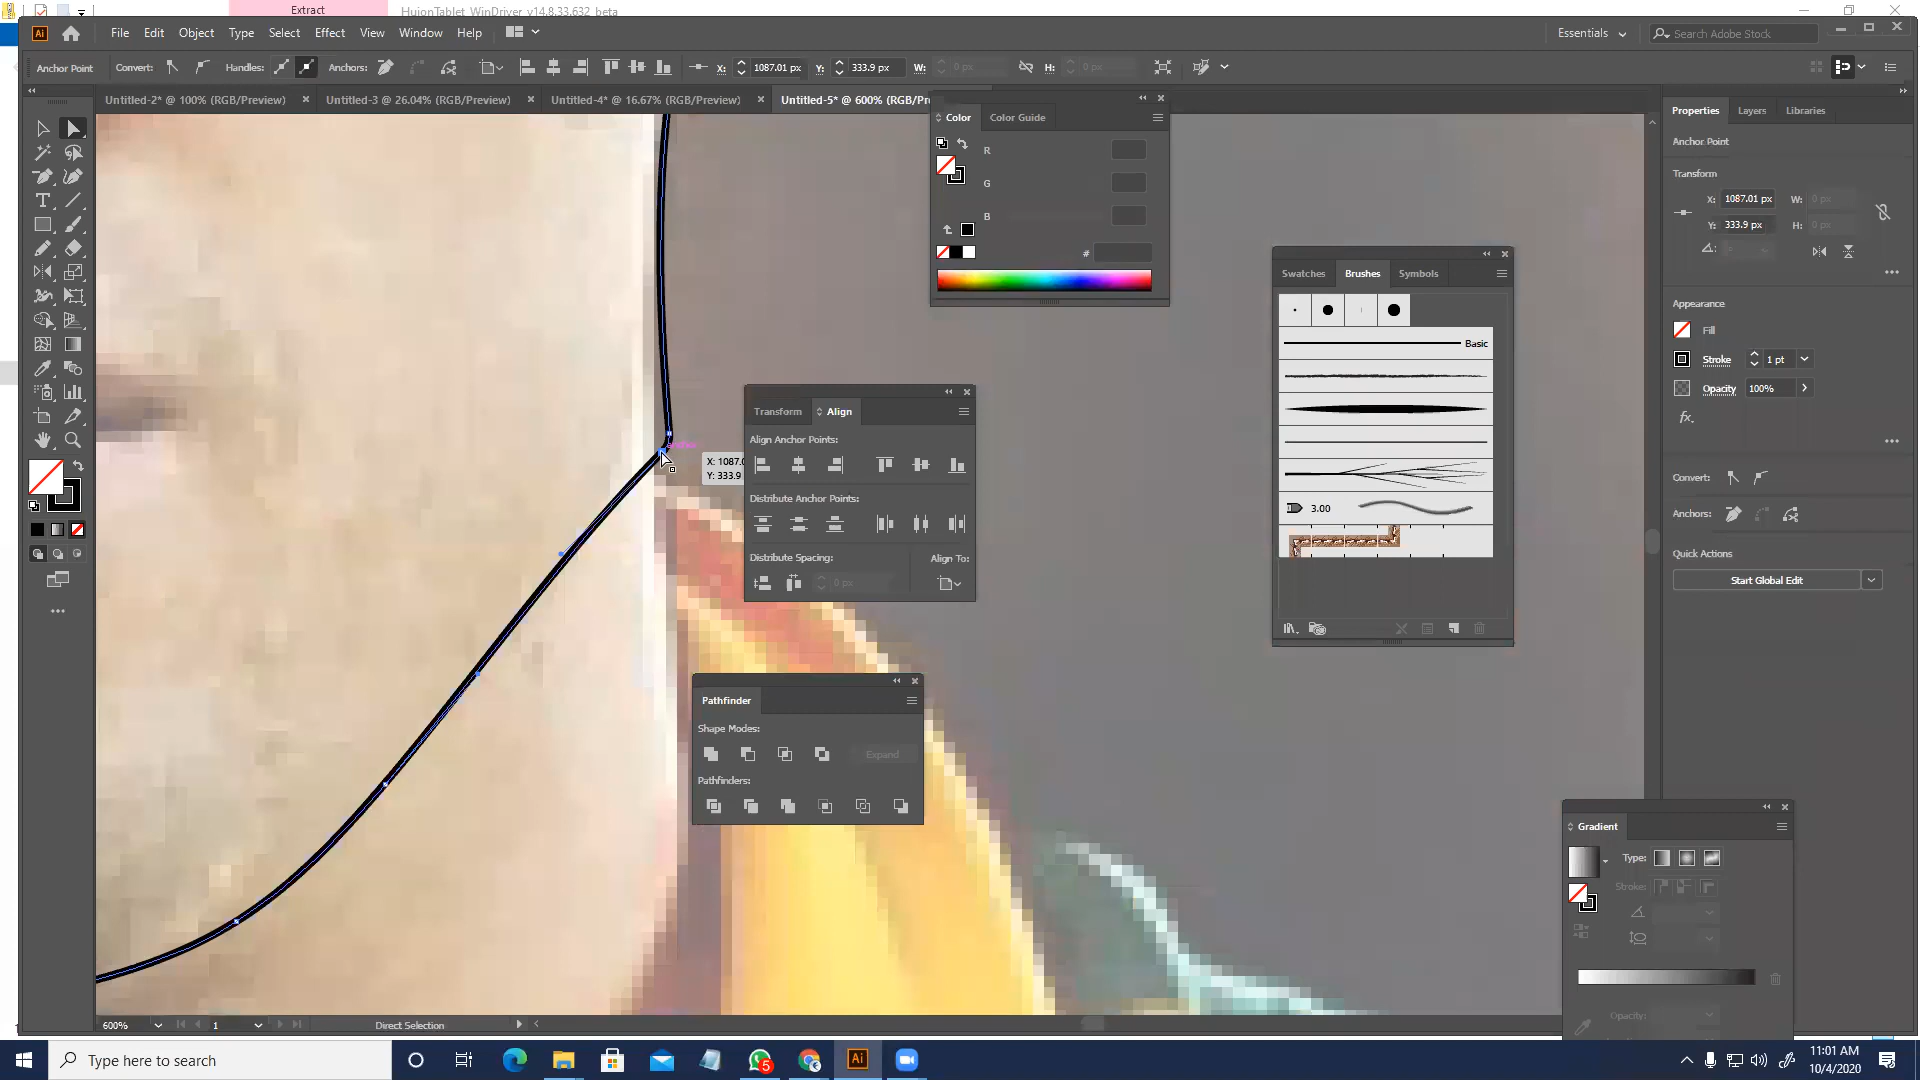 Extract
HuionTablet_WinDriver_v14.8.33.632_beta
Ai
File Edit Object Type Select Effect View Window Help
Essentials
Search Adobe Stock
Anchor Point
Convert:
Handles:
Anchors:
X: 1087.01 px
Y: 333.9 px
W: 0 px
H: 0 px
Untitled-2* @ 100% (RGB/Preview)
Untitled-3 @ 26.04% (RGB/Preview)
Untitled-4* @ 16.67% (RGB/Preview)
Untitled-5* @ 600% (RGB/Pr
Color
Color Guide
R
G
B
#
Swatches
Brushes
Symbols
Basic
3.00
Transform
Align
Align Anchor Points:
Distribute Anchor Points:
Distribute Spacing:
Align To:
0 px
X: 1087.0
Y: 333.9
Pathfinder
Shape Modes:
Expand
Pathfinders:
Properties
Layers
Libraries
Anchor Point
Transform
X: 1087.01 px
W: 0 px
Y: 333.9 px
H: 0 px
Appearance
Fill
Stroke
1 pt
Opacity
100%
fx.
Convert:
Anchors:
Quick Actions
Start Global Edit
Gradient
Type:
Stroke:
Opacity:
600%
1
Direct Selection
Type here to search
5
Ai
11:01 AM
10/4/2020